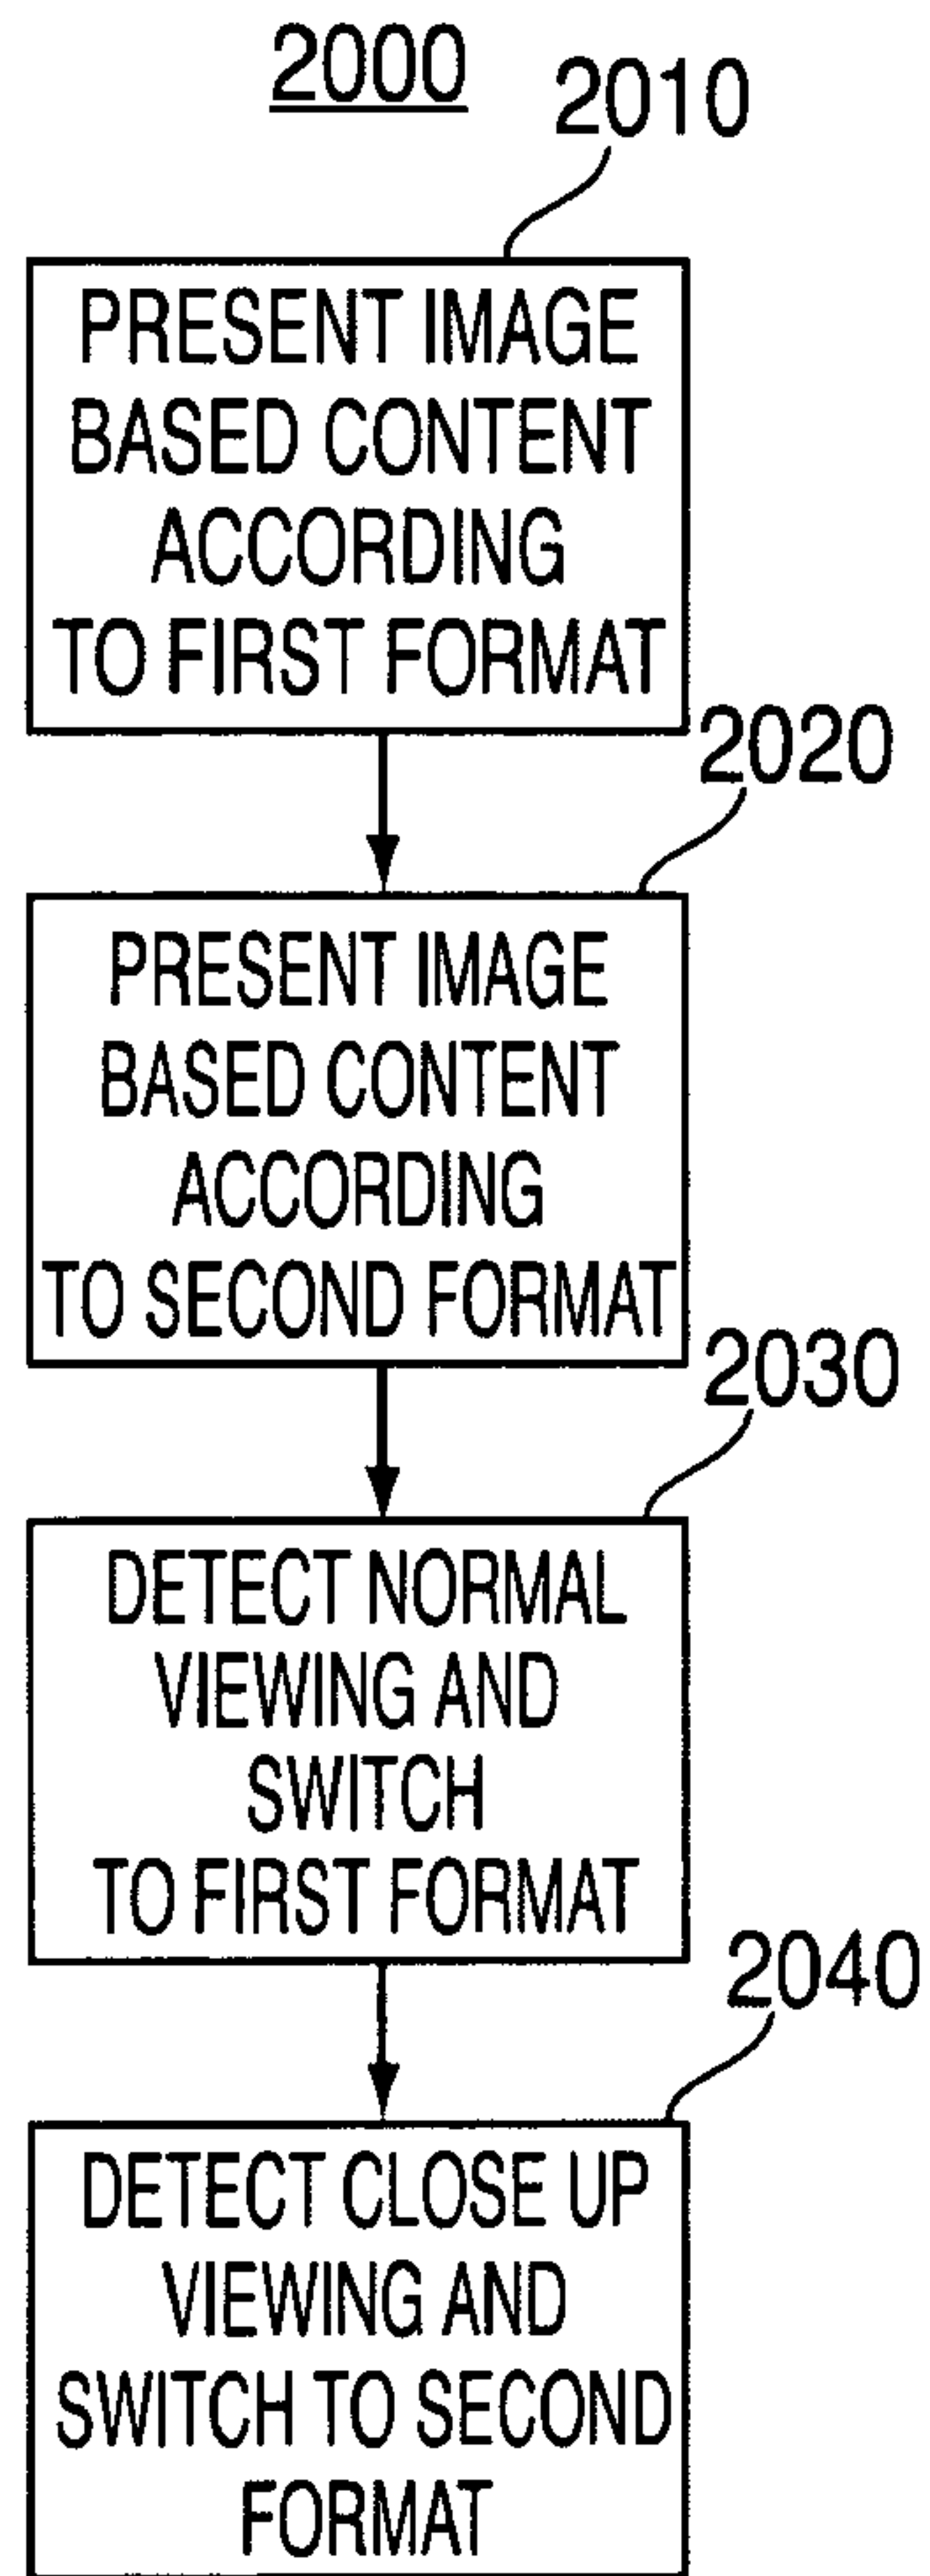 2000
2010
PRESENT IMAGE
BASED CONTENT
ACCORDING
TO FIRST FORMAT
2020
PRESENT IMAGE
BASED CONTENT
ACCORDING
TO SECOND FORMAT
2030
DETECT NORMAL
VIEWING AND
SWITCH
TO FIRST FORMAT
2040
DETECT CLOSE UP
VIEWING AND
SWITCH TO SECOND
FORMAT